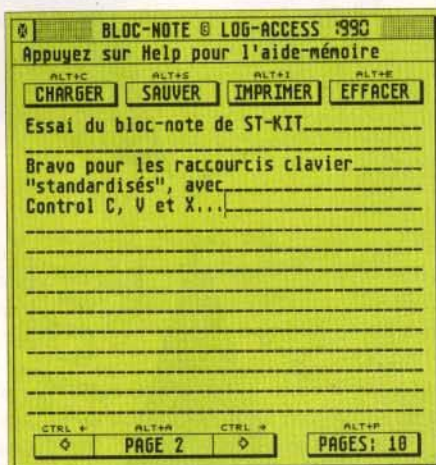 BLOC-NOTE © LOG-ACCESS 1990
Appuyez sur Help pour l'aide-mémoire
ALT+C ALT+S ALT+I ALT+E
CHARGER SAUVER IMPRIMER EFFACER
Essai du bloc-note de ST-KIT
Bravo pour les raccourcis clavier
"standardisés", avec
Control C, V et X...
CTRL ← ALT+A CTRL → ALT+P
PAGE 2 PAGES: 10